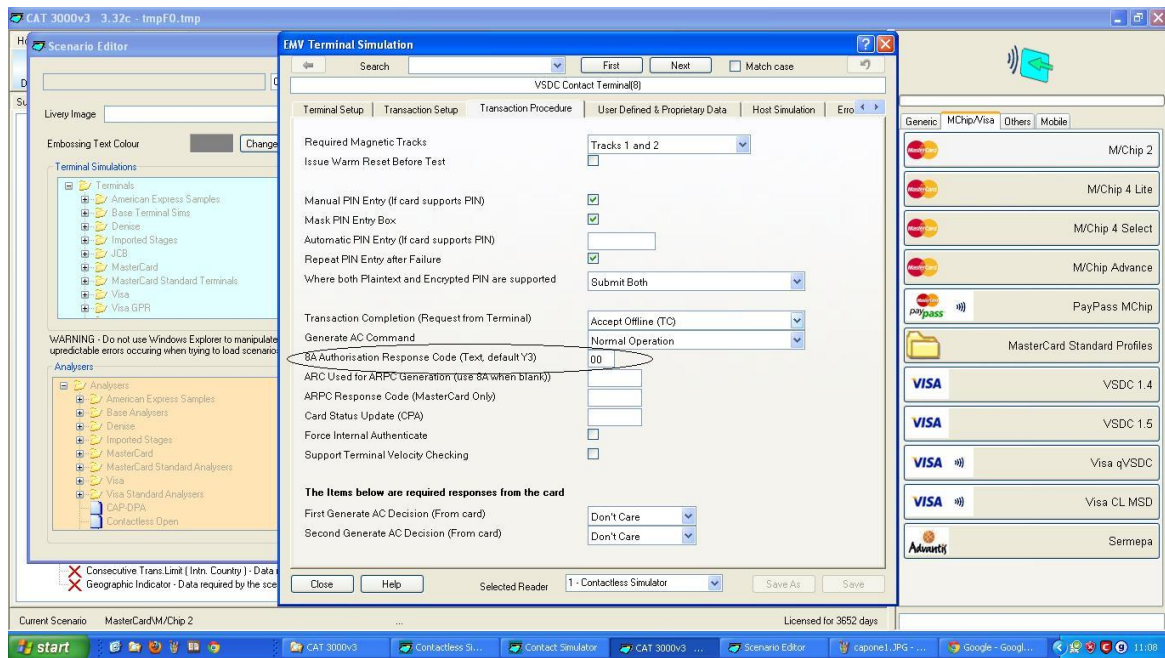 CAT 3000v3 3.32c - tmpF0.tmp
Scenario Editor
Livery Image
Embossing Text Colour
Change
Terminal Simulations
Terminals
American Express Samples
Base Terminal Sims
Denise
Imported Stages
JCB
MasterCard
MasterCard Standard Terminals
Visa
Visa GPR
WARNING - Do not use Windows Explorer to manipulate
upredictable errors occuring when trying to load scenario
Analysers
Analysers
American Express Samples
Base Analysers
Denise
Imported Stages
MasterCard
MasterCard Standard Analysers
Visa
Visa Standard Analysers
CAP-DPA
Contactless Open
Consecutive Trans.Limit ( Intn. Country ) - Data
Geographic Indicator - Data required by the sce
EMV Terminal Simulation
Search
First
Next
Match case
VSDC Contact Terminal(8)
Terminal Setup
Transaction Setup
Transaction Procedure
User Defined & Proprietary Data
Host Simulation
Erro
Required Magnetic Tracks
Tracks 1 and 2
Issue Warm Reset Before Test
Manual PIN Entry (If card supports PIN)
Mask PIN Entry Box
Automatic PIN Entry (If card supports PIN)
Repeat PIN Entry after Failure
Where both Plaintext and Encrypted PIN are supported
Submit Both
Transaction Completion (Request from Terminal)
Accept Offline (TC)
Generate AC Command
Normal Operation
8A Authorisation Response Code (Text, default Y3)
00
ARC Used for ARPC Generation (use 8A when blank))
ARPC Response Code (MasterCard Only)
Card Status Update (CPA)
Force Internal Authenticate
Support Terminal Velocity Checking
The Items below are required responses from the card
First Generate AC Decision (From card)
Don't Care
Second Generate AC Decision (From card)
Don't Care
Close
Help
Selected Reader
1 - Contactless Simulator
Save As
Save
Generic
MChip/Visa
Others
Mobile
MasterCard
M/Chip 2
MasterCard
M/Chip 4 Lite
MasterCard
M/Chip 4 Select
MasterCard
M/Chip Advance
PayPass
PayPass MChip
MasterCard Standard Profiles
VISA
VSDC 1.4
VISA
VSDC 1.5
VISA
Visa qVSDC
VISA
Visa CL MSD
Advantis
Sermepa
Current Scenario
MasterCard\M/Chip 2
...
Licensed for 3652 days
start
CAT 3000v3
Contactless Si...
Contact Simulator
CAT 3000v3 ...
Scenario Editor
capone1.JPG - ...
Google - Googl...
11:08